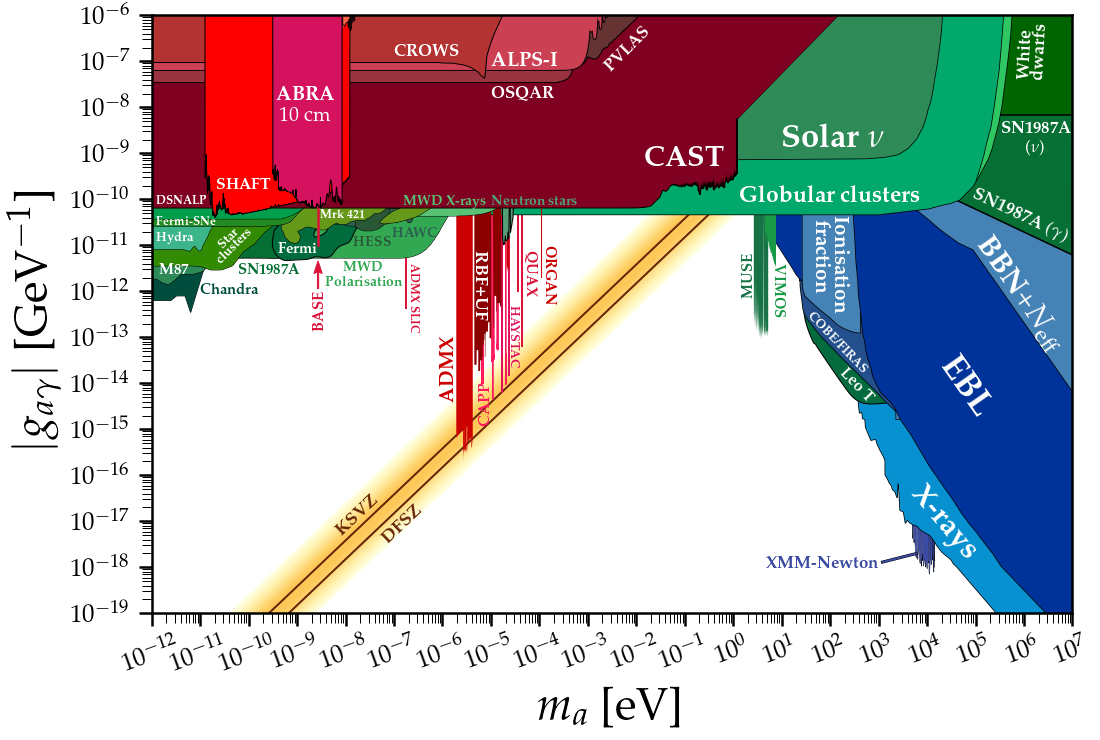 10⁻⁶
10⁻⁷
10⁻⁸
10⁻⁹
10⁻¹⁰
10⁻¹¹
10⁻¹²
10⁻¹³
10⁻¹⁴
10⁻¹⁵
10⁻¹⁶
10⁻¹⁷
10⁻¹⁸
10⁻¹⁹
|g_{aγ}| [GeV⁻¹]
CROWS
ALPS-I
PVLAS
OSQAR
ABRA
10 cm
SHAFT
CAST
Solar ν
Globular clusters
White
dwarfs
SN1987A
(ν)
SN1987A (γ)
DSNALP
Fermi-SNe
Hydra
M87
Star
clusters
Chandra
SN1987A
Fermi
Mrk 421
HESS
HAWC
MWD X-rays
Neutron stars
MWD
Polarisation
BASE
ADMX SLIC
ADMX
RBF+UF
CAPP
HAYSTAC
QUAX
ORGAN
MUSE
VIMOS
Ionisation
fraction
COBE/FIRAS
Leo T
BBN+N_{eff}
EBL
X-rays
XMM-Newton
KSVZ
DFSZ
10⁻¹² 10⁻¹¹ 10⁻¹⁰ 10⁻⁹ 10⁻⁸ 10⁻⁷ 10⁻⁶ 10⁻⁵ 10⁻⁴ 10⁻³ 10⁻² 10⁻¹ 10⁰ 10¹ 10² 10³ 10⁴ 10⁵ 10⁶ 10⁷
m_a [eV]